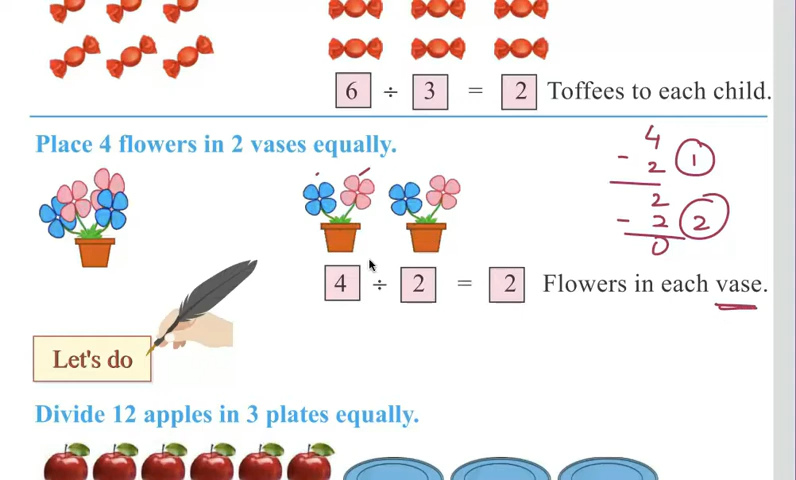 6 ÷ 3 = 2 Toffees to each child.
Place 4 flowers in 2 vases equally.
4
- 2 1
2
- 2 2
0
4 ÷ 2 = 2 Flowers in each vase.
Let's do
Divide 12 apples in 3 plates equally.